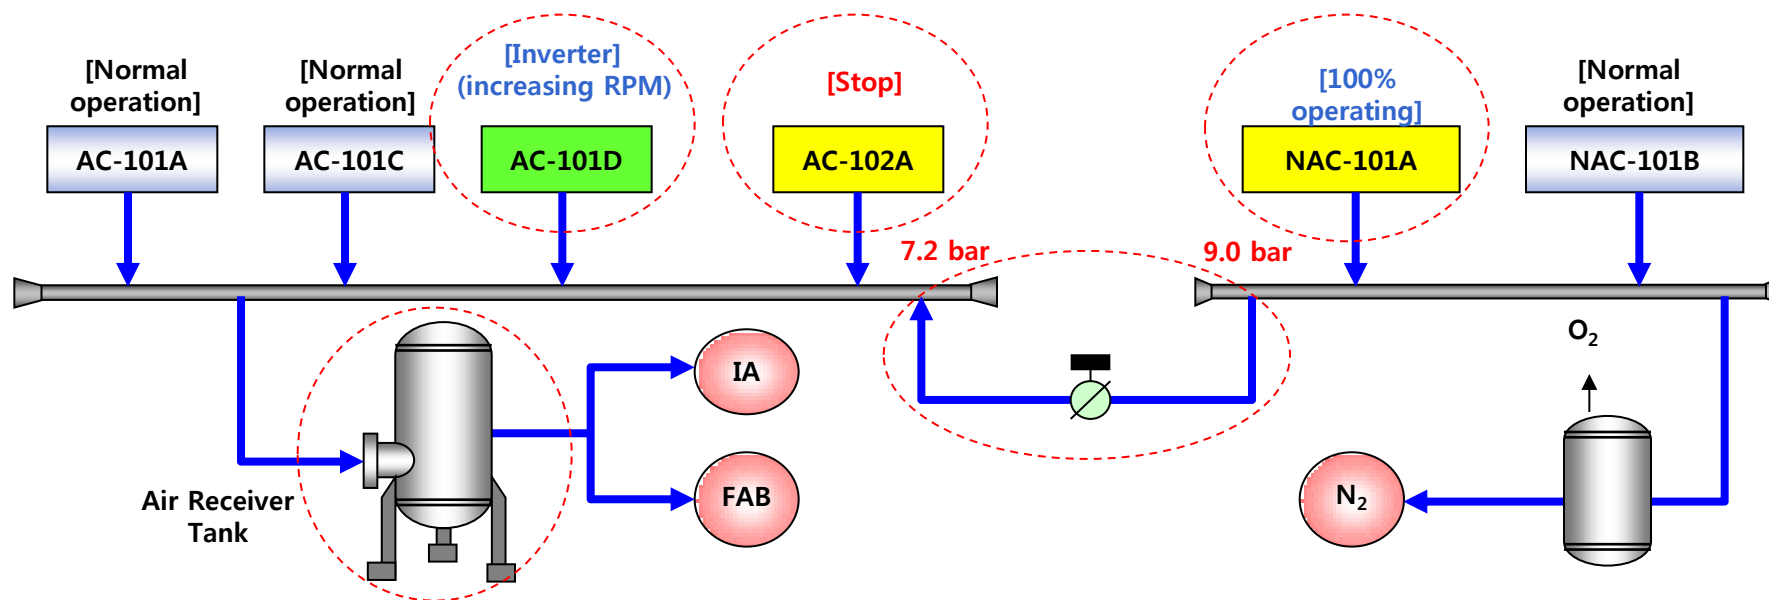 [Normal
operation]
[Normal
operation]
[Inverter]
(increasing RPM)
[Stop]
[100%
operating]
[Normal
operation]
AC-101A
AC-101C
AC-101D
AC-102A
NAC-101A
NAC-101B
7.2 bar
9.0 bar
O₂
IA
Air Receiver
Tank
FAB
N₂